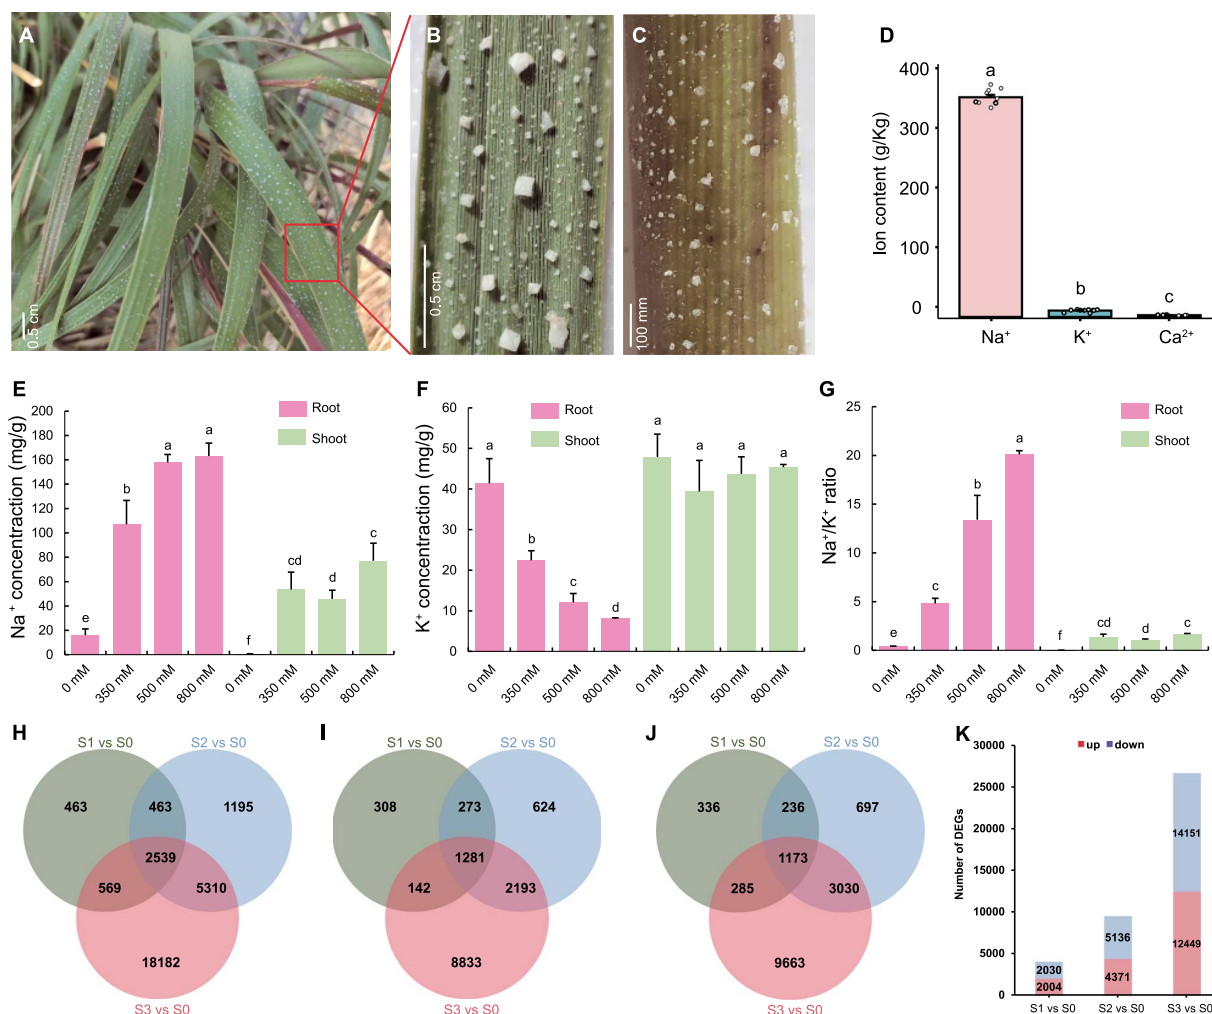 A
0.5 cm
B
0.5 cm
C
100 mm
D
Ion content (g/Kg)
400
300
200
100
0
a
b
c
Na⁺
K⁺
Ca²⁺
E
Na⁺ concentraction (mg/g)
200
180
160
140
120
100
80
60
40
20
0
Root
Shoot
e
b
a
a
f
cd
d
c
0 mM
350 mM
500 mM
800 mM
0 mM
350 mM
500 mM
800 mM
F
K⁺ concentraction (mg/g)
60
50
40
30
20
10
0
Root
Shoot
a
b
c
d
a
a
a
a
0 mM
350 mM
500 mM
800 mM
0 mM
350 mM
500 mM
800 mM
G
Na⁺/K⁺ ratio
25
20
15
10
5
0
Root
Shoot
e
c
b
a
f
cd
d
c
0 mM
350 mM
500 mM
800 mM
0 mM
350 mM
500 mM
800 mM
H
S1 vs S0
S2 vs S0
463
463
1195
2539
569
5310
18182
S3 vs S0
I
S1 vs S0
S2 vs S0
308
273
624
1281
142
2193
8833
S3 vs S0
J
S1 vs S0
S2 vs S0
336
236
697
1173
285
3030
9663
S3 vs S0
K
up down
Number of DEGs
30000
25000
20000
15000
10000
5000
0
2030
2004
5136
4371
14151
12449
S1 vs S0
S2 vs S0
S3 vs S0